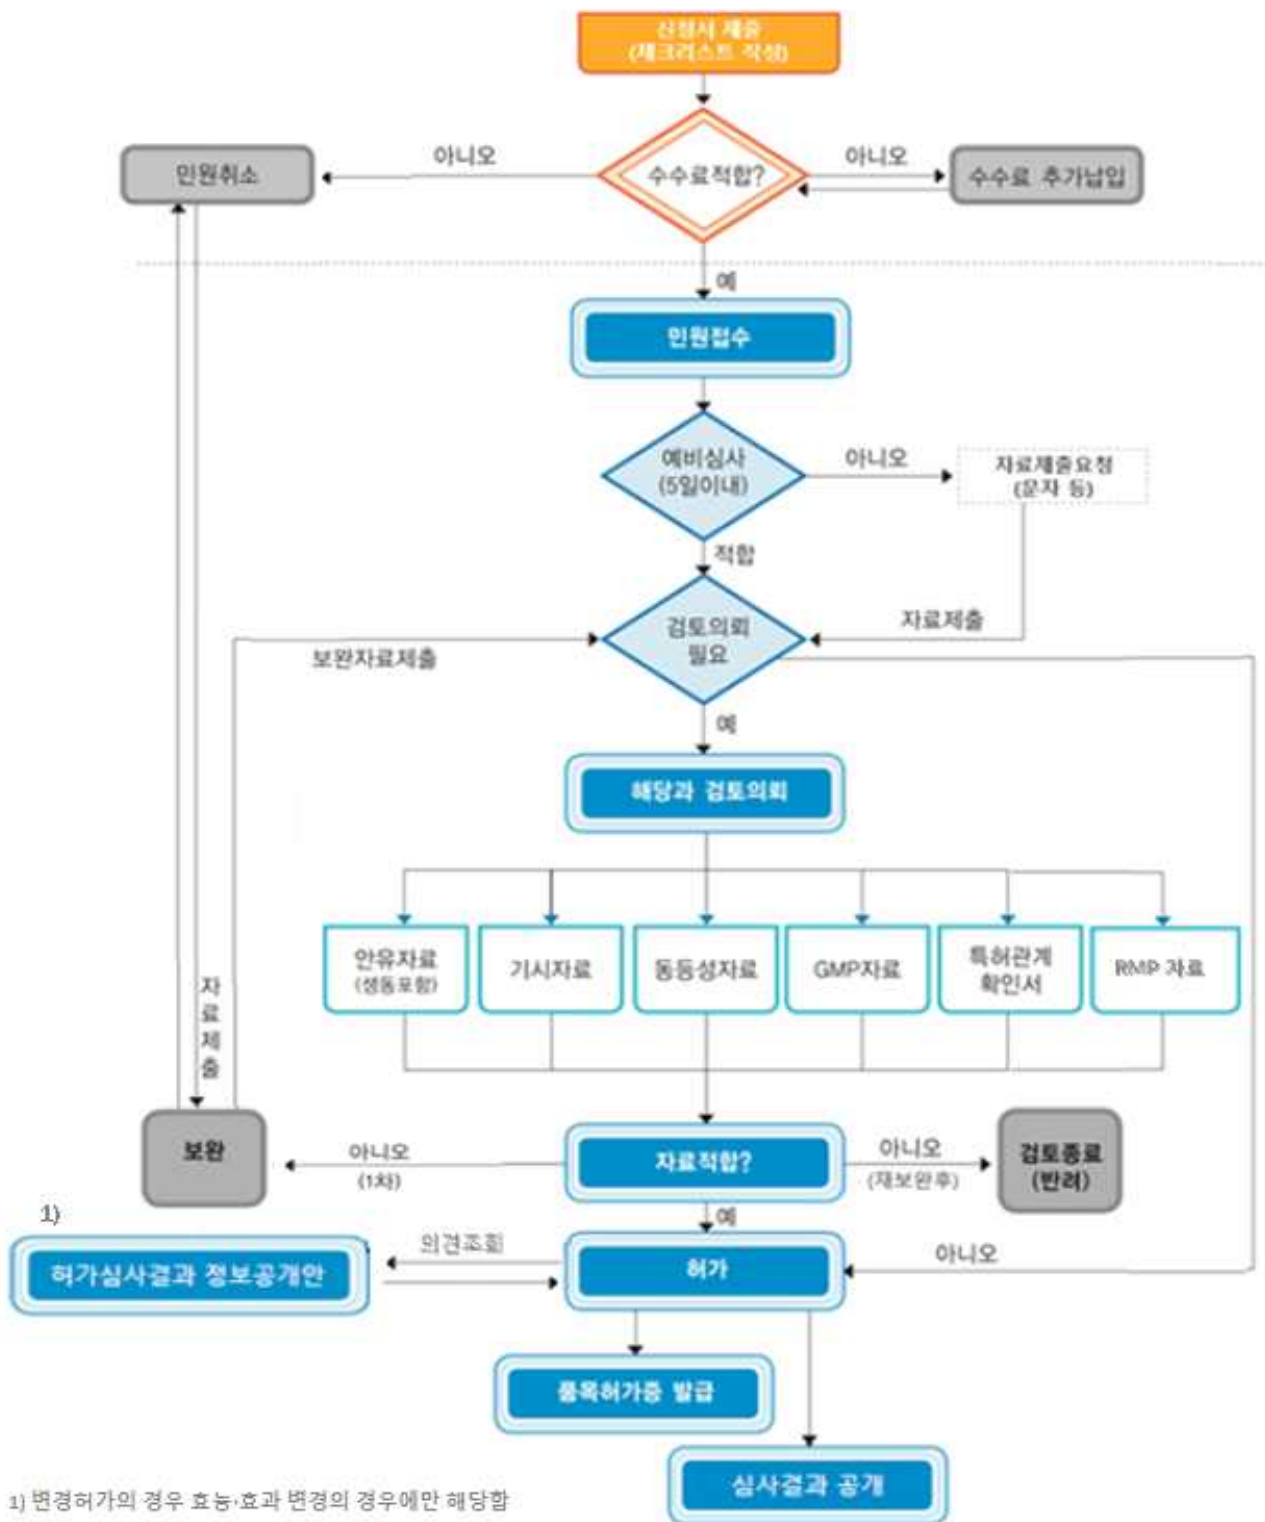 신청서 제출
(체크리스트 작성)
민원취소
아니오
수수료적합?
아니오
수수료 추가납입
예
민원접수
예비심사
(5일이내)
아니오
자료제출요청
(문자 등)
적합
검토의뢰
필요
자료제출
보완자료제출
예
해당과 검토의뢰
안유자료
(생동포함)
기시자료
동등성자료
GMP자료
특허관계
확인서
RMP 자료
자료제출
보완
아니오
(1차)
자료적합?
아니오
(재보완후)
검토종료
(반려)
예
1)
허가심사결과 정보공개안
의견조회
허가
아니오
품목허가증 발급
심사결과 공개
1) 변경허가의 경우 효능·효과 변경의 경우에만 해당함